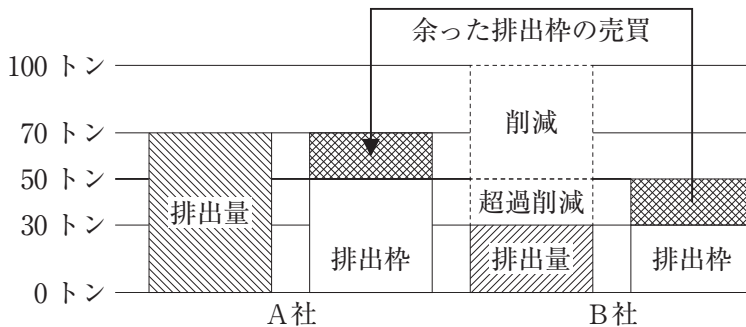 余った排出枠の売買
100 トン
削減
70 トン
50 トン
超過削減
排出量
30 トン
排出枠
排出量
排出枠
0 トン
A社
B社